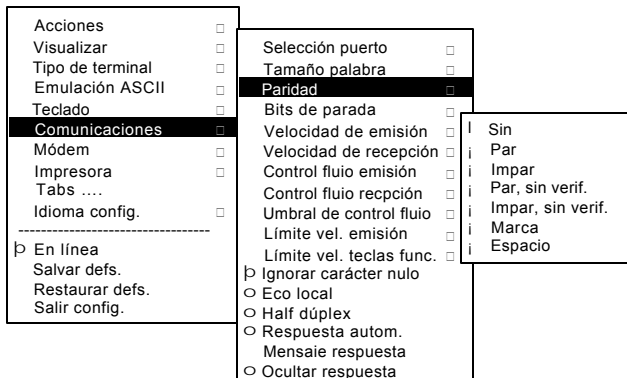 Acciones
Visualizar
Tipo de terminal
Emulación ASCII
Teclado
Comunicaciones
Módem
Impresora
Tabs ....
Idioma config.
----------------------------------
þ En línea
Salvar defs.
Restaurar defs.
Salir config.
Selección puerto
Tamaño palabra
Paridad
Bits de parada
Velocidad de emisión
Velocidad de recepción
Control fluio emisión
Control fluio recpción
Umbral de control fluio
Límite vel. emisión
Límite vel. teclas func.
þ Ignorar carácter nulo
O Eco local
O Half dúplex
O Respuesta autom.
Mensaie respuesta
O Ocultar respuesta
l Sin
i Par
i Impar
i Par, sin verif.
i Impar, sin verif.
i Marca
i Espacio